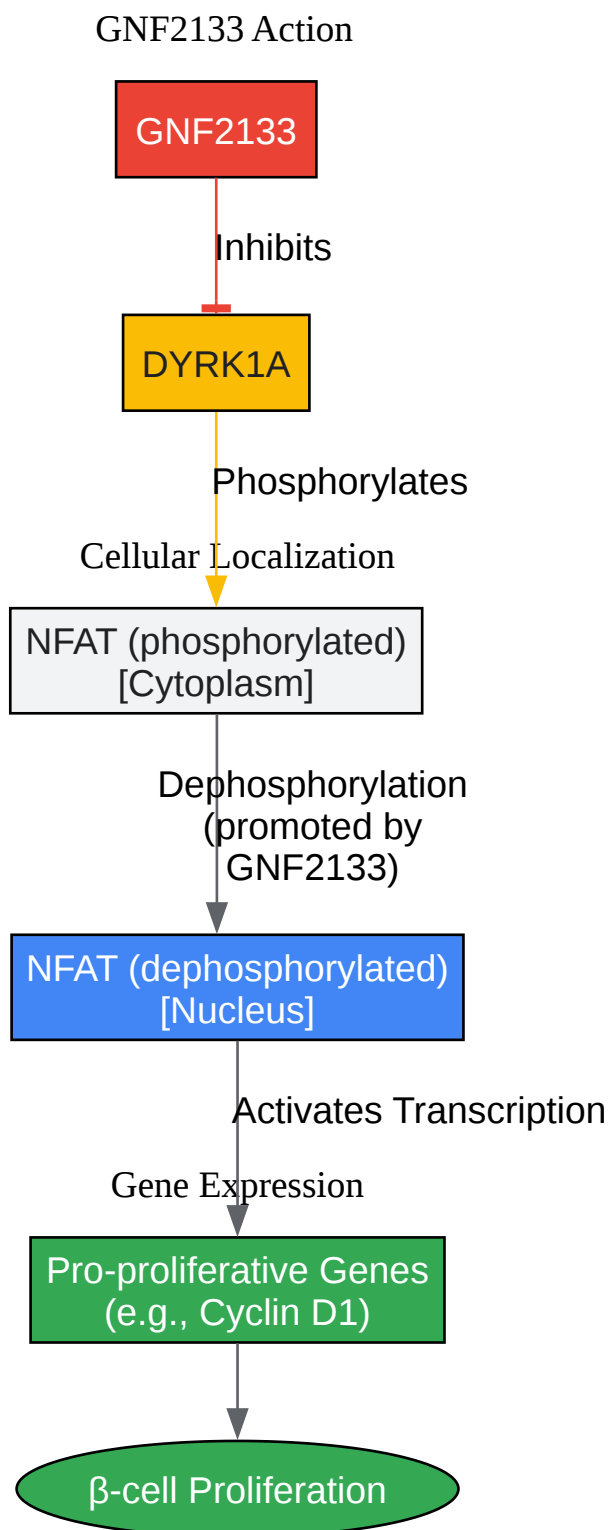 GNF2133 Action
GNF2133
Inhibits
DYRK1A
Phosphorylates
Cellular Localization
NFAT (phosphorylated)
[Cytoplasm]
Dephosphorylation
(promoted by
GNF2133)
NFAT (dephosphorylated)
[Nucleus]
Activates Transcription
Gene Expression
Pro-proliferative Genes
(e.g., Cyclin D1)
β-cell Proliferation